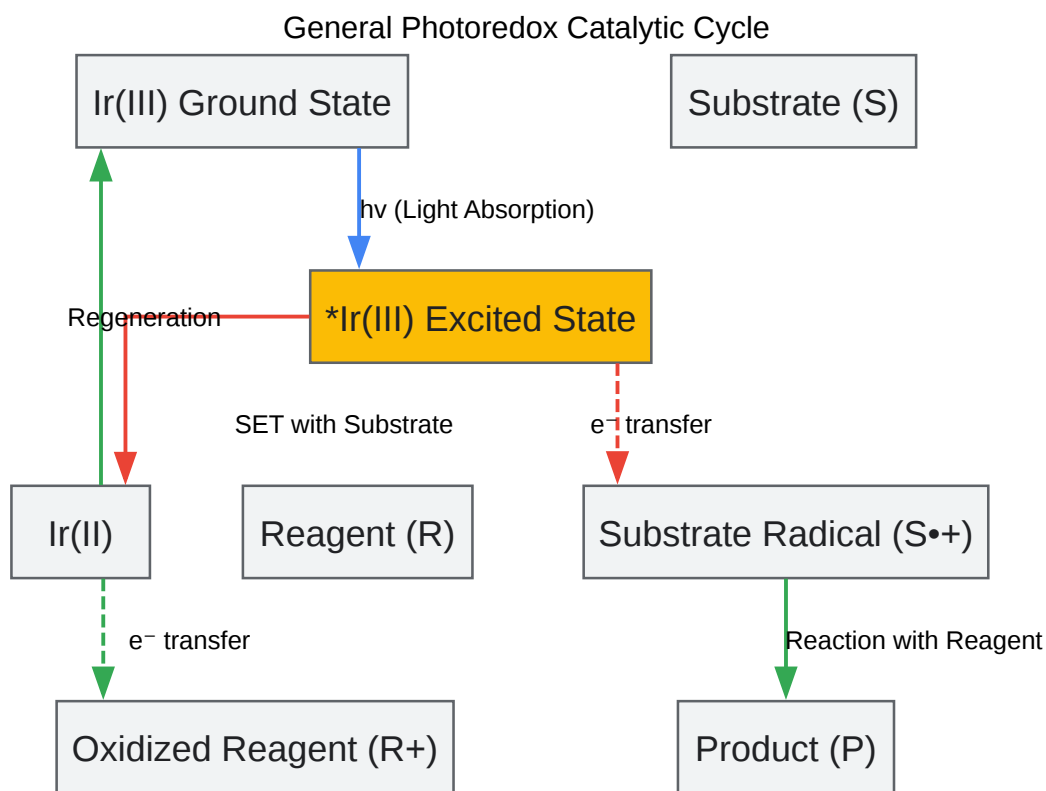 General Photoredox Catalytic Cycle
Ir(III) Ground State
Substrate (S)
hv (Light Absorption)
Regeneration
*Ir(III) Excited State
SET with Substrate
e⁻ transfer
Ir(II)
Reagent (R)
Substrate Radical (S•+)
e⁻ transfer
Reaction with Reagent
Oxidized Reagent (R+)
Product (P)